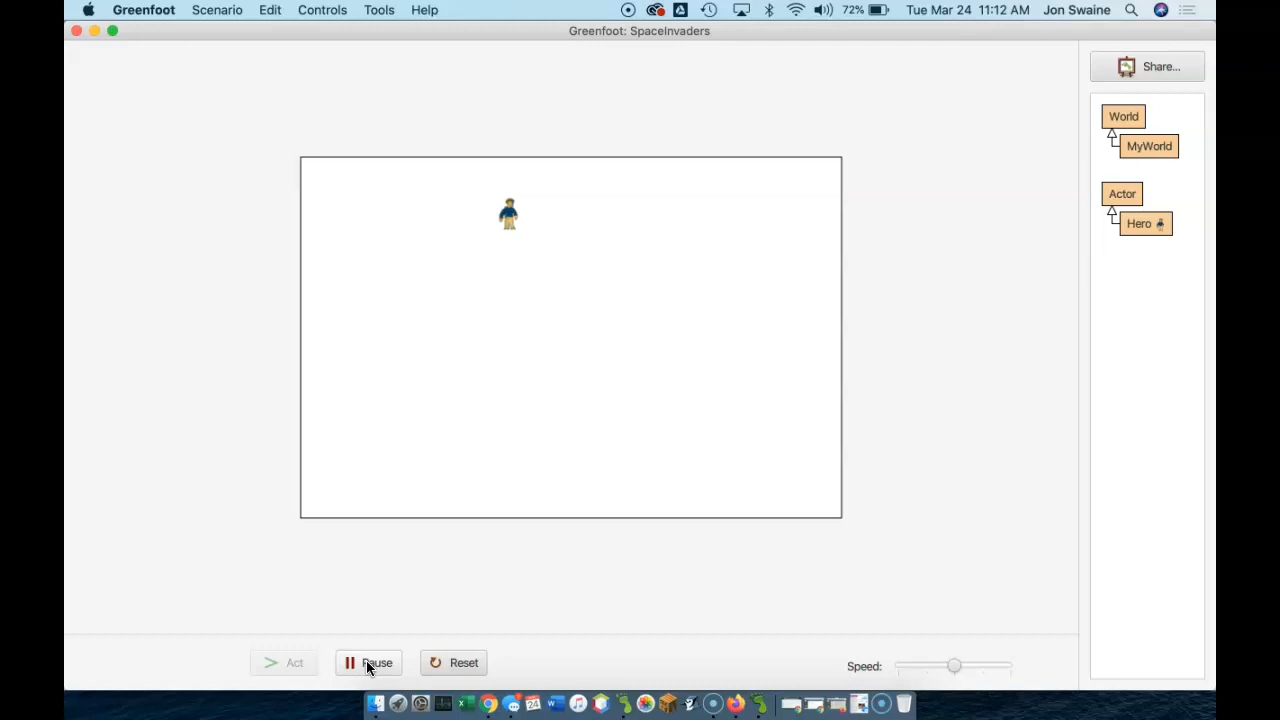 Greenfoot Scenario Edit Controls Tools Help 72% Tue Mar 24 11:12 AM Jon Swaine
Greenfoot: SpaceInvaders
Share...
World
MyWorld
Actor
Hero
Act Pause Reset Speed:
24